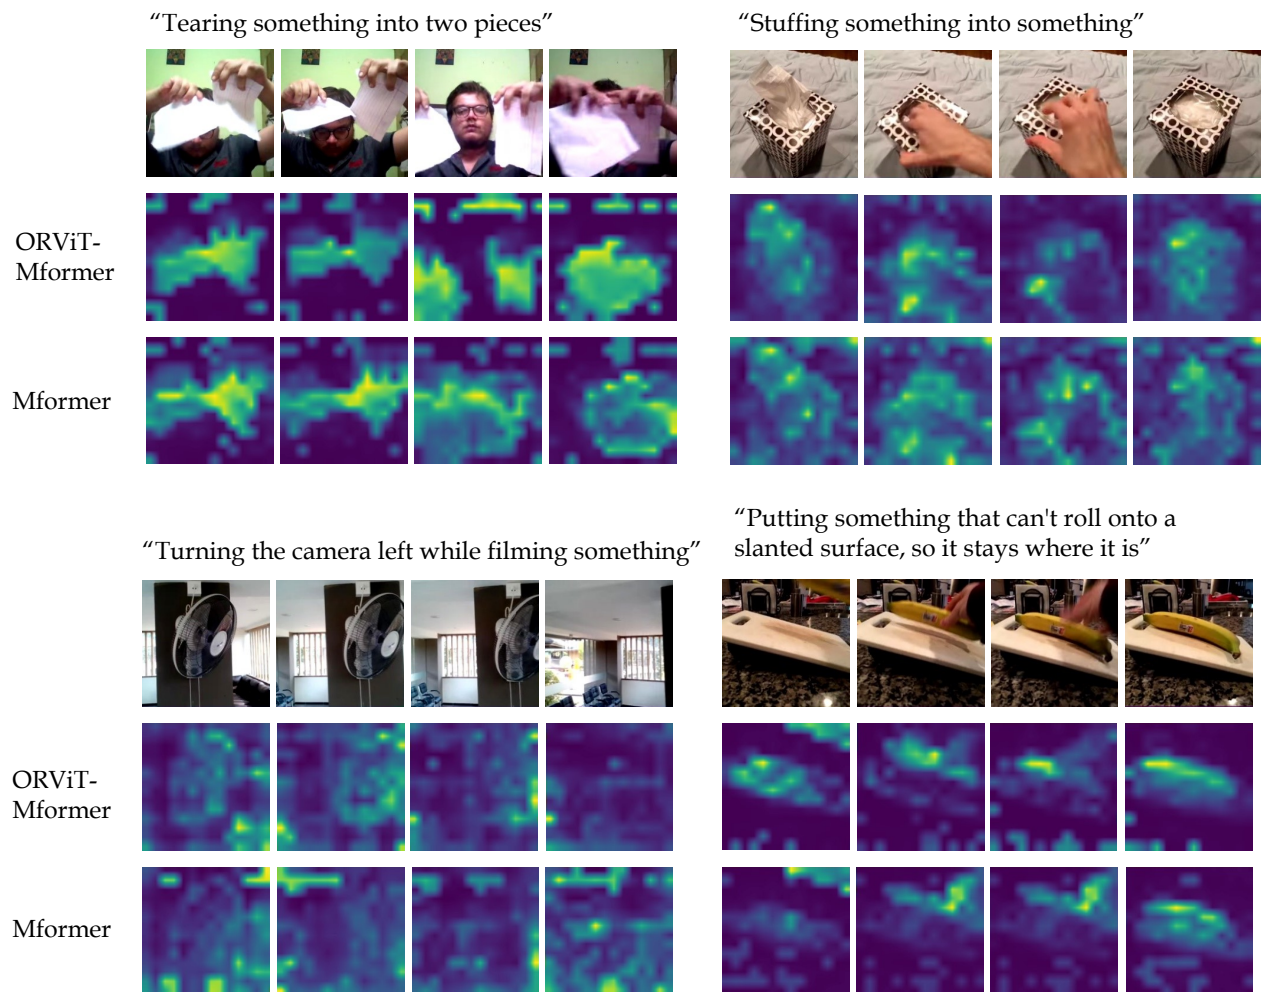 “Tearing something into two pieces”
“Stuffing something into something”
ORViT-
Mformer
Mformer
“Turning the camera left while filming something”
“Putting something that can't roll onto a
slanted surface, so it stays where it is”
ORViT-
Mformer
Mformer